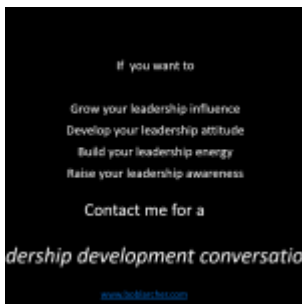 If you want to
Grow your leadership influence
Develop your leadership attitude
Build your leadership energy
Raise your leadership awareness
Contact me for a
dership development conversatio